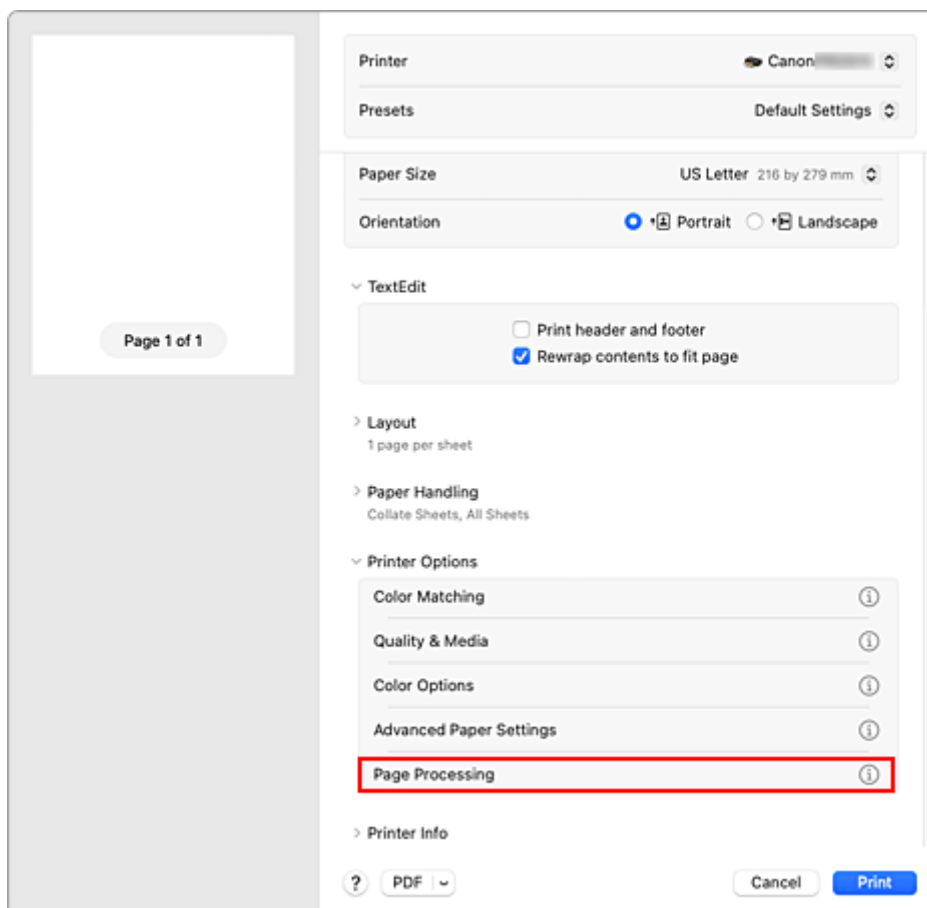 Printer Canon
Presets Default Settings
Paper Size US Letter 216 by 279 mm
Orientation Portrait Landscape
TextEdit
Print header and footer
Page 1 of 1
Rewrap contents to fit page
Layout
1 page per sheet
Paper Handling
Collate Sheets, All Sheets
Printer Options
Color Matching
Quality & Media
Color Options
Advanced Paper Settings
Page Processing
Printer Info
? PDF Cancel Print